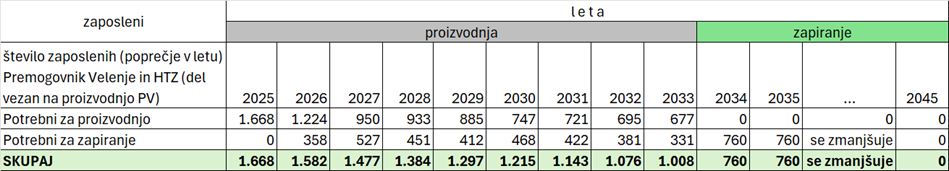 zaposleni l e t a
proizvodnja zapiranje
število zaposlenih (poprečje v letu)
Premogovnik Velenje in HTZ (del
vezan na proizvodnjo PV) 2025 2026 2027 2028 2029 2030 2031 2032 2033 2034 2035 ... 2045
Potrebni za proizvodnjo 1.668 1.224 950 933 885 747 721 695 677 0 0 0 0
Potrebni za zapiranje 0 358 527 451 412 468 422 381 331 760 760 se zmanjšuje 0
SKUPAJ 1.668 1.582 1.477 1.384 1.297 1.215 1.143 1.076 1.008 760 760 se zmanjšuje 0